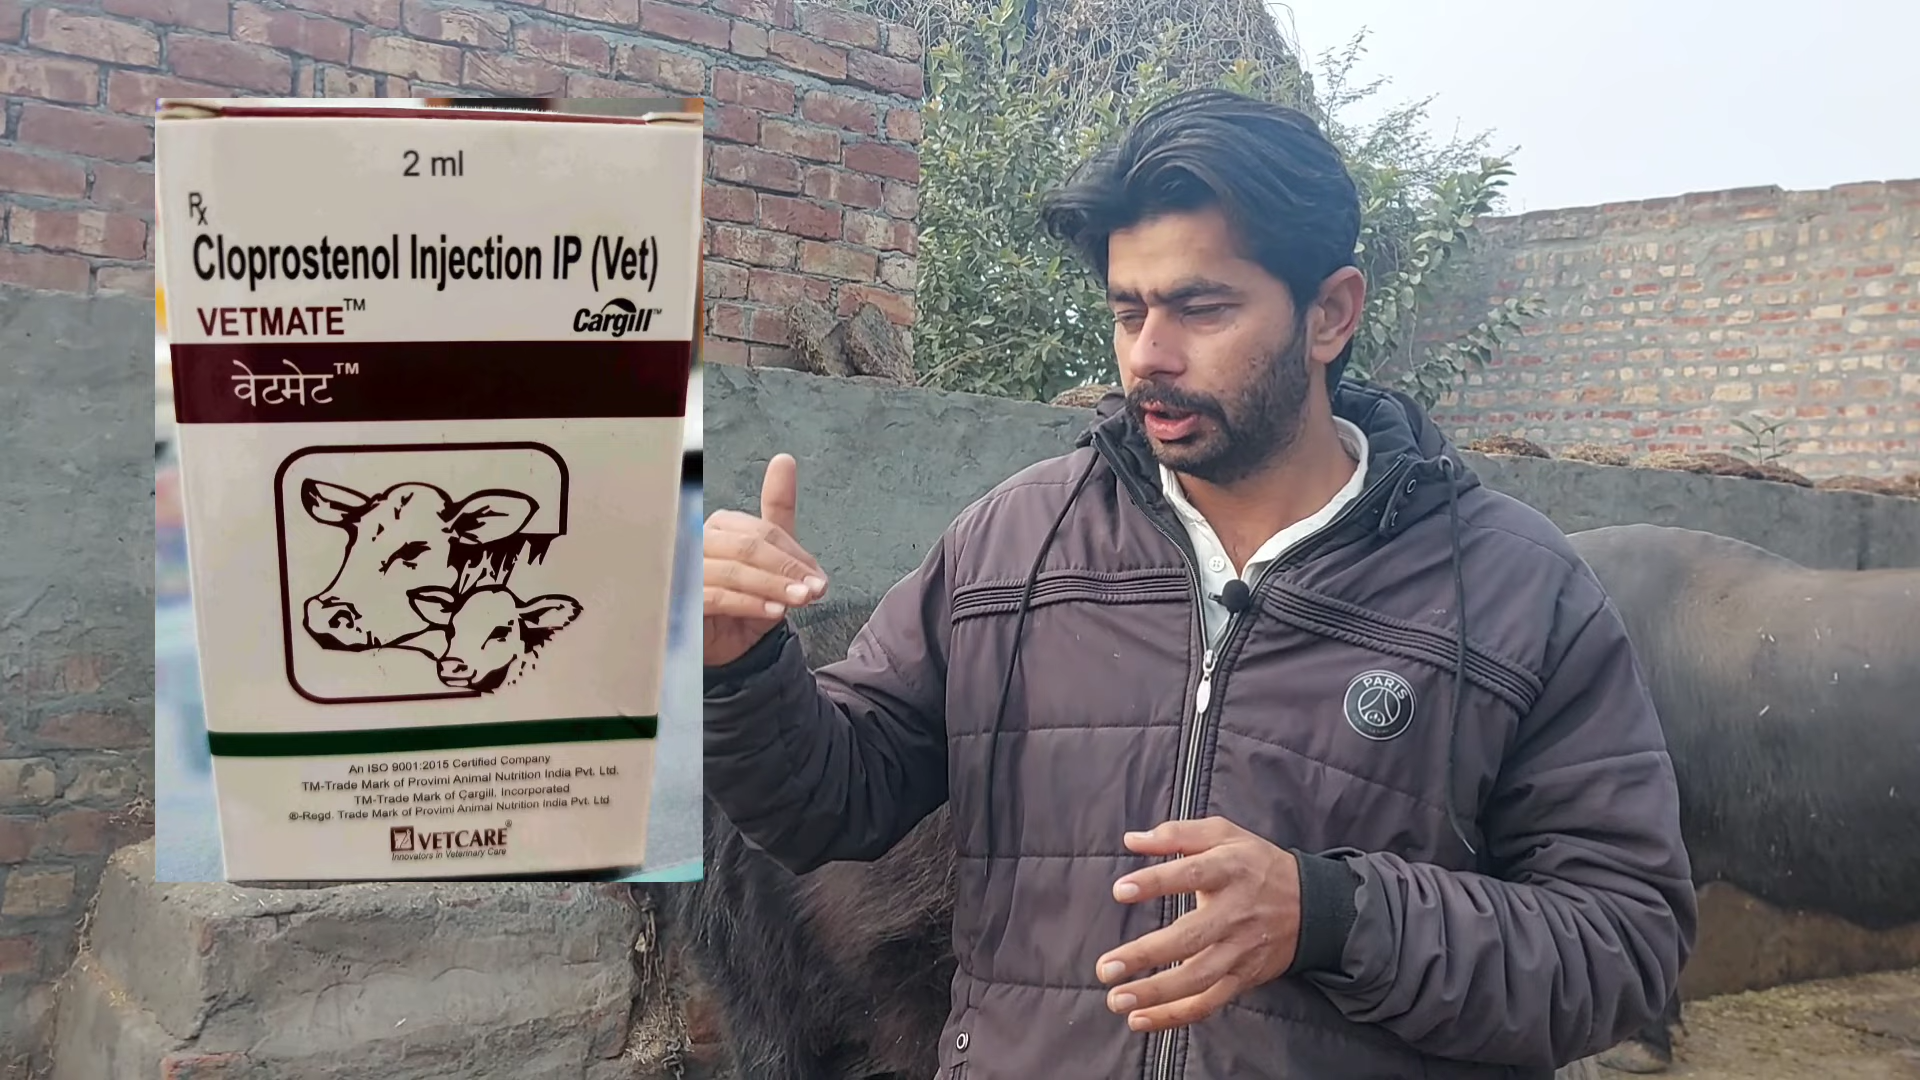 2 ml
Rx
Cloprostenol Injection IP (Vet)
VETMATE™
Cargill™
वेटमेट™
An ISO 9001:2015 Certified Company
TM-Trade Mark of Provimi Animal Nutrition India Pvt. Ltd.
TM-Trade Mark of Cargill, Incorporated
®-Regd. Trade Mark of Provimi Animal Nutrition India Pvt. Ltd
VETCARE®
Innovators in Veterinary Care
PARIS